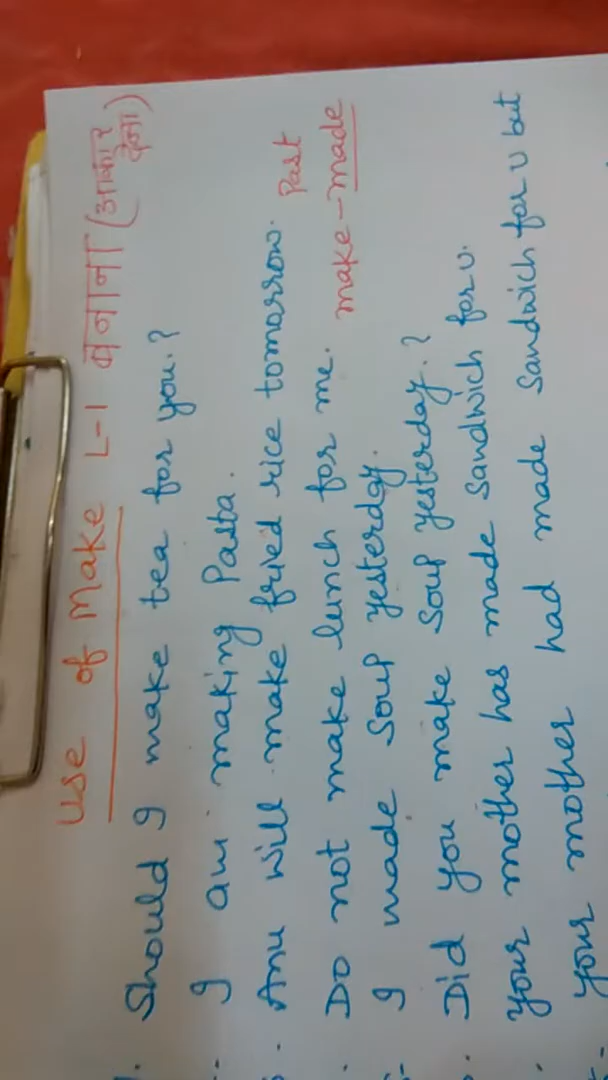 Use of Make L-1 बनाना (आकार देना)
1. Should I make tea for you.?
I am making Pasta.
Anu will make fried rice tomorrow.
Past
Do not make lunch for me.
make - made
I made soup yesterday.
Did you make soup yesterday.?
Your mother has made sandwich for U.
Your mother had made sandwich for U but